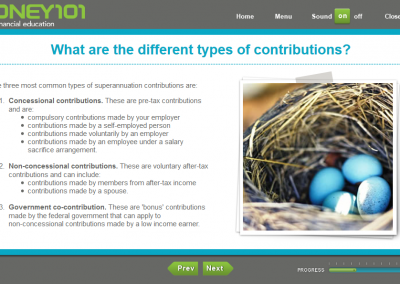 ONEY101
nancial education
Home Menu Sound on off Close
What are the different types of contributions?
e three most common types of superannuation contributions are:
1. Concessional contributions. These are pre-tax contributions
and are:
• compulsory contributions made by your employer
• contributions made by a self-employed person
• contributions made voluntarily by an employer
• contributions made by an employee under a salary
sacrifice arrangement.
2. Non-concessional contributions. These are voluntary after-tax
contributions and can include:
• contributions made by members from after-tax income
• contributions made by a spouse.
3. Government co-contribution. These are 'bonus' contributions
made by the federal government that can apply to
non-concessional contributions made by a low income earner.
Prev Next
PROGRESS